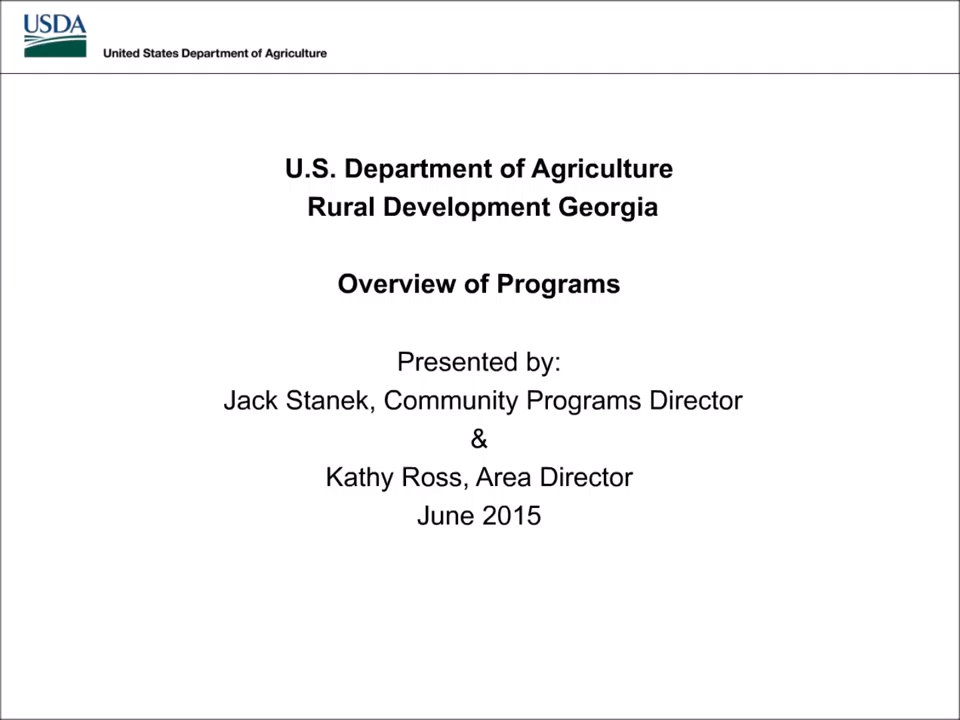 USDA
United States Department of Agriculture
U.S. Department of Agriculture
Rural Development Georgia
Overview of Programs
Presented by:
Jack Stanek, Community Programs Director
&
Kathy Ross, Area Director
June 2015